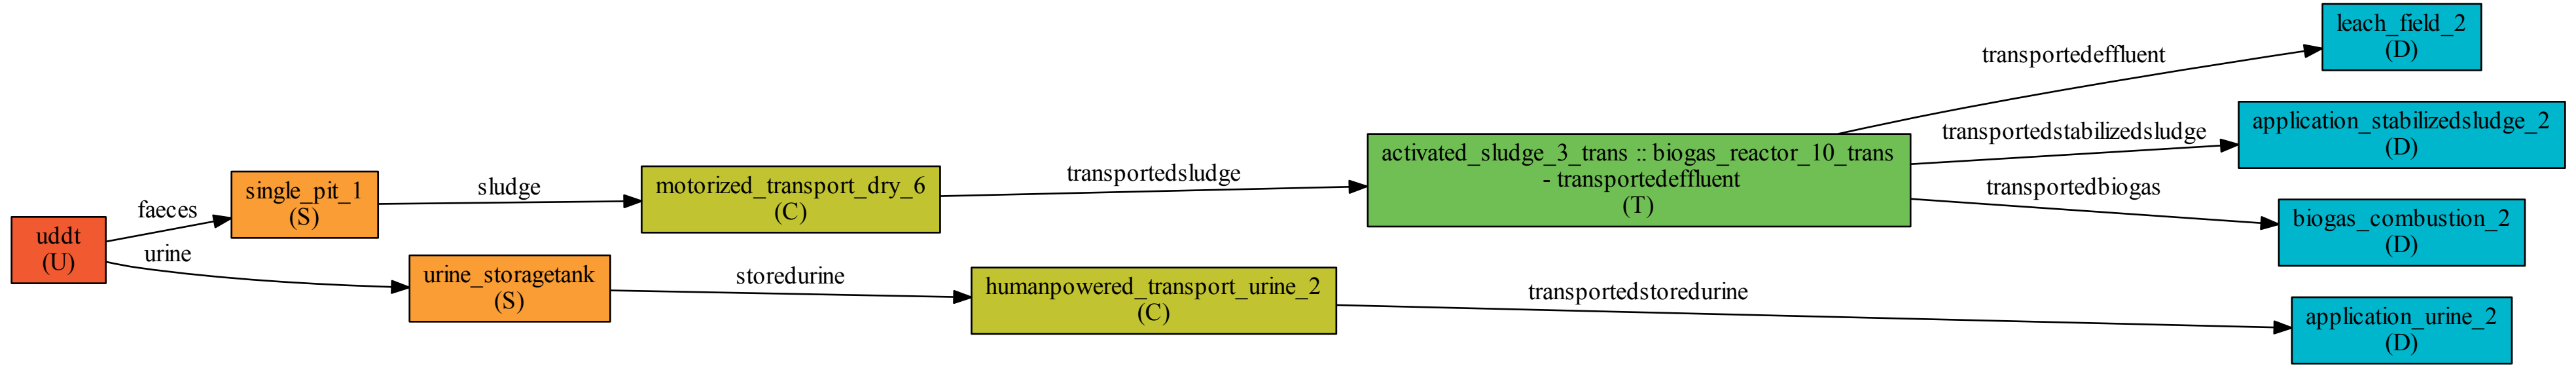 uddt
(U)
faeces
urine
single_pit_1
(S)
urine_storagetank
(S)
sludge
storedurine
motorized_transport_dry_6
(C)
humanpowered_transport_urine_2
(C)
transportedsludge
transportedstoredurine
activated_sludge_3_trans :: biogas_reactor_10_trans
- transportedeffluent
(T)
transportedeffluent
transportedstabilizedsludge
transportedbiogas
leach_field_2
(D)
application_stabilizedsludge_2
(D)
biogas_combustion_2
(D)
application_urine_2
(D)